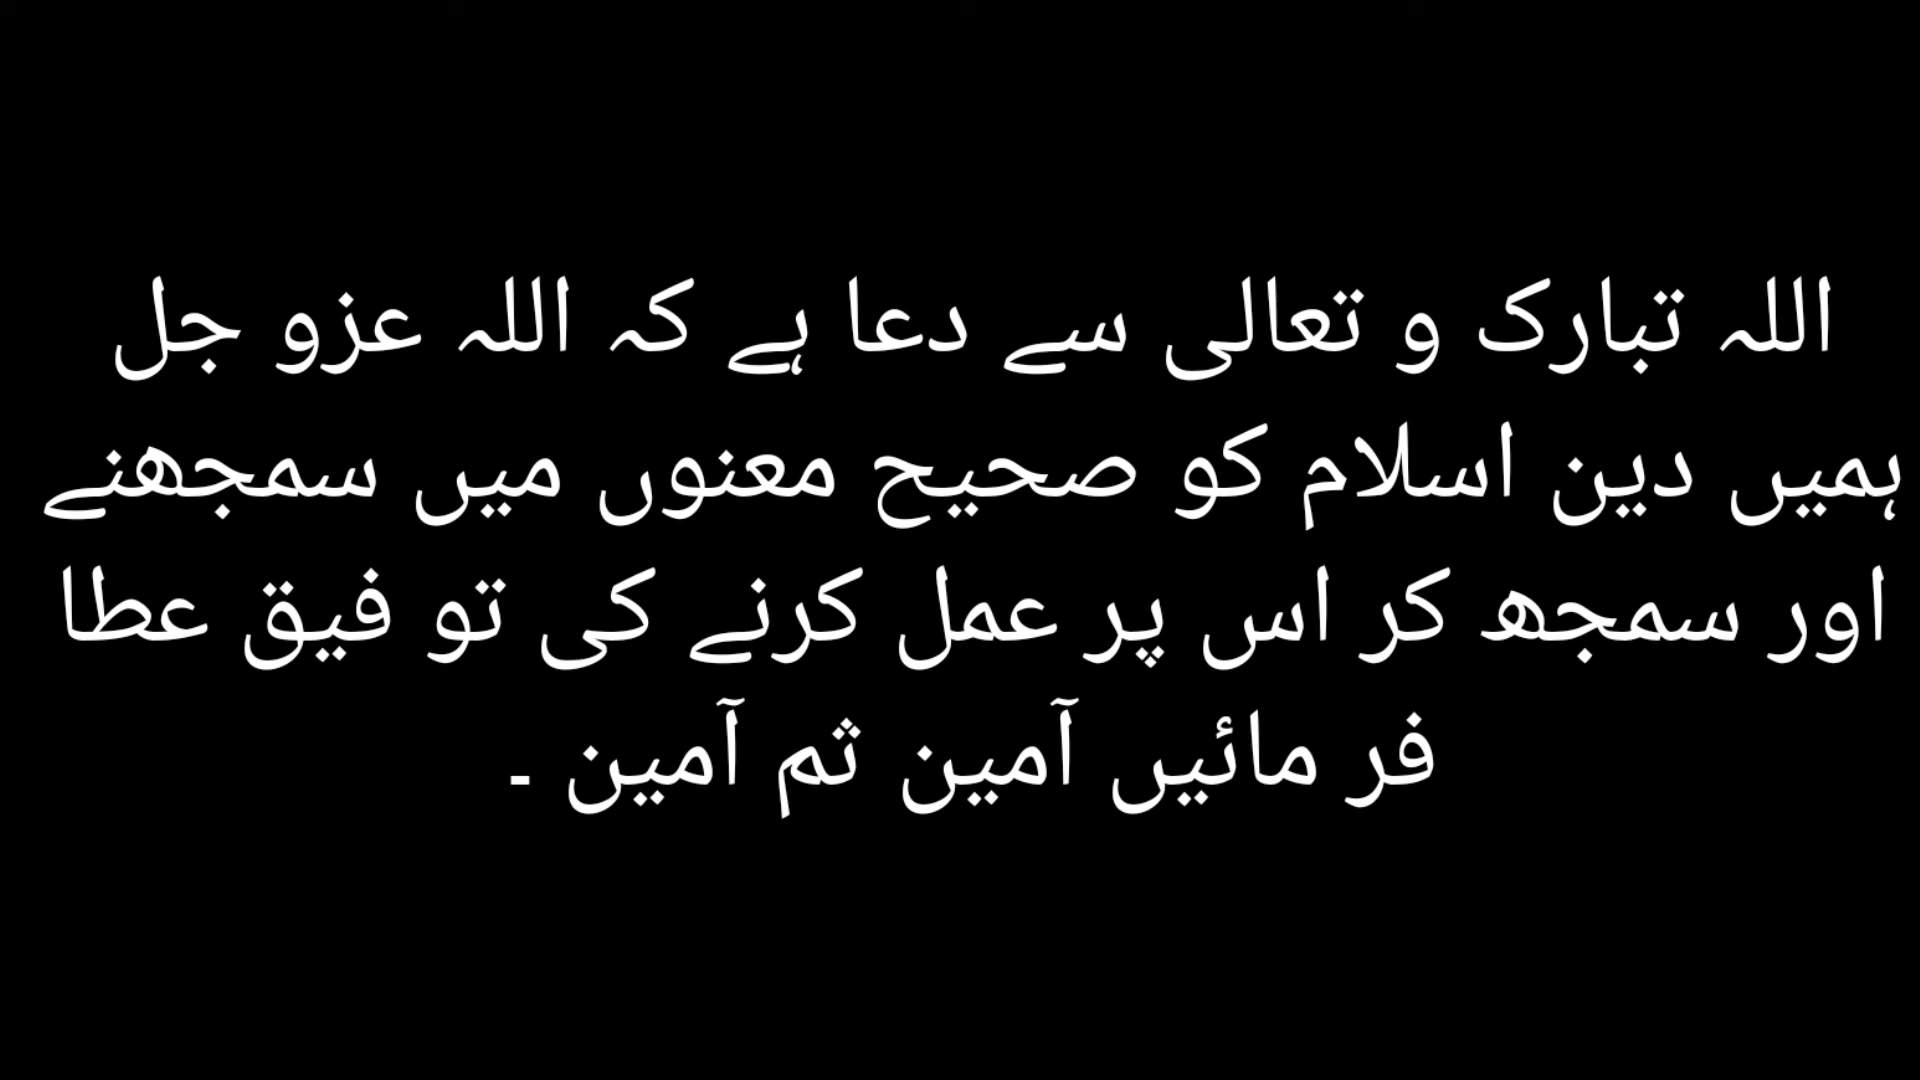 اللہ تبارک و تعالی سے دعا ہے کہ اللہ عزو جل
ہمیں دین اسلام کو صحیح معنوں میں سمجھنے
اور سمجھ کر اس پر عمل کرنے کی تو فیق عطا
فر مائیں آمین ثم آمین ۔